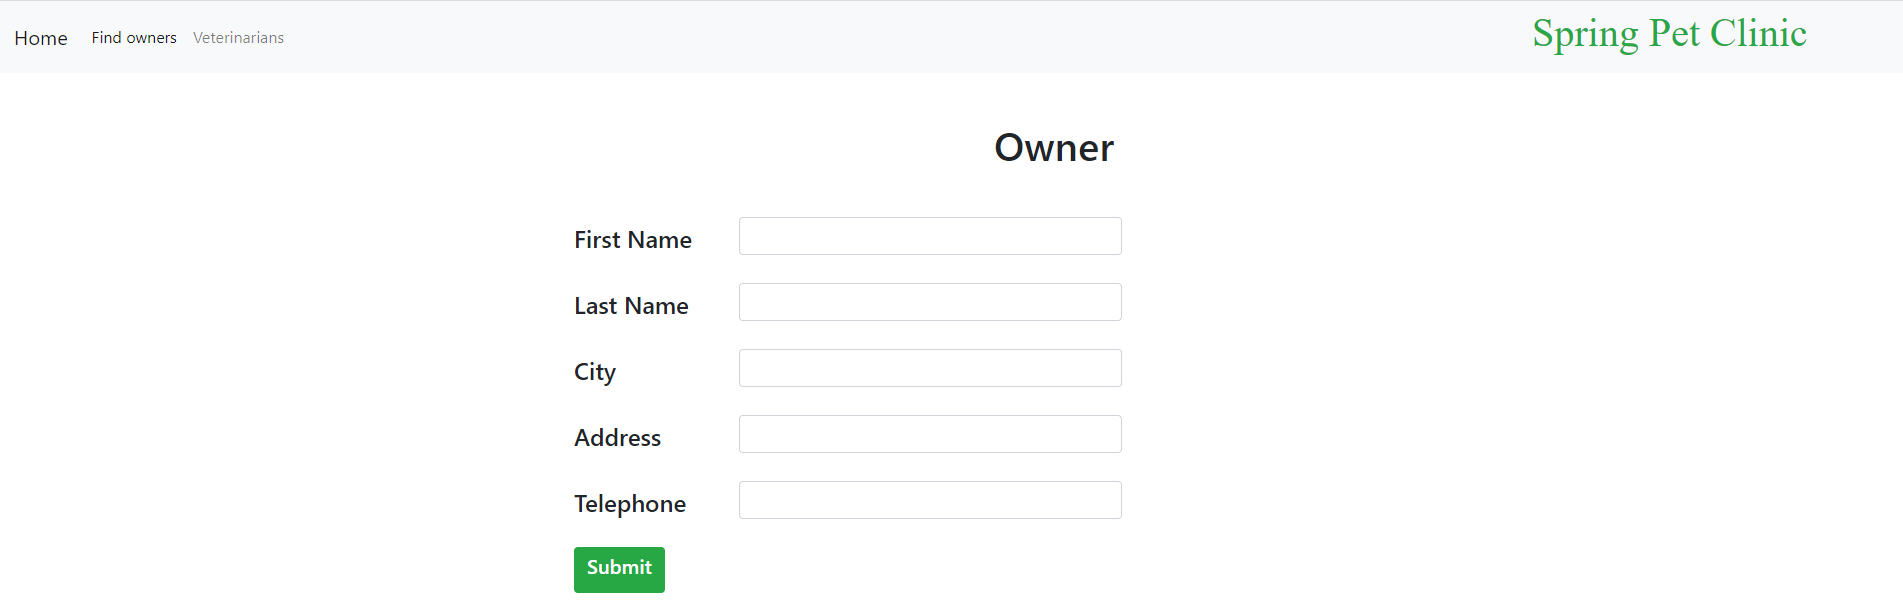 Home Find owners Veterinarians Spring Pet Clinic
Owner
First Name
Last Name
City
Address
Telephone
Submit